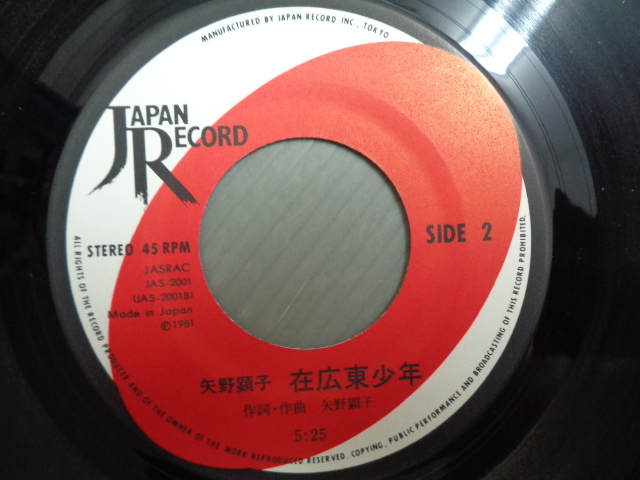 MANUFACTURED BY JAPAN RECORD INC., TOKYO
JAPAN
RECORD
STEREO 45 RPM
SIDE 2
JASRAC
JAS-2001
UAS-2001B1
Made in Japan
©1981
矢野顕子 在広東少年
作詞・作曲 矢野顕子
5:25
ALL RIGHTS OF THE RECORD PRODUCER AND OF THE OWNER OF THE WORK REPRODUCED RESERVED. COPYING, PUBLIC PERFORMANCE AND BROADCASTING OF THIS RECORD PROHIBITED.